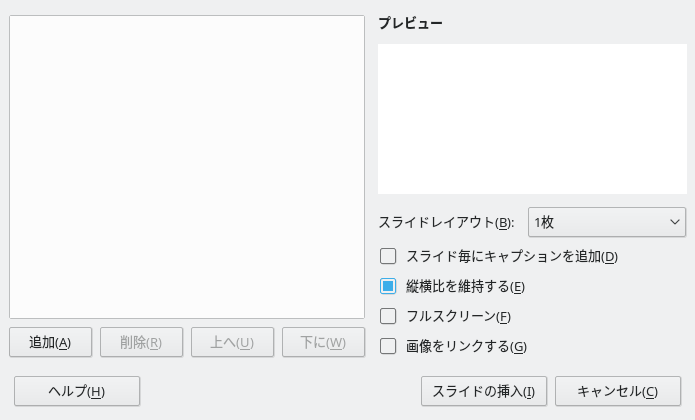 プレビュー
スライドレイアウト(B): 1枚
スライド毎にキャプションを追加(D)
縦横比を維持する(E)
フルスクリーン(F)
画像をリンクする(G)
追加(A) 削除(R) 上へ(U) 下に(W)
ヘルプ(H) スライドの挿入(I) キャンセル(C)